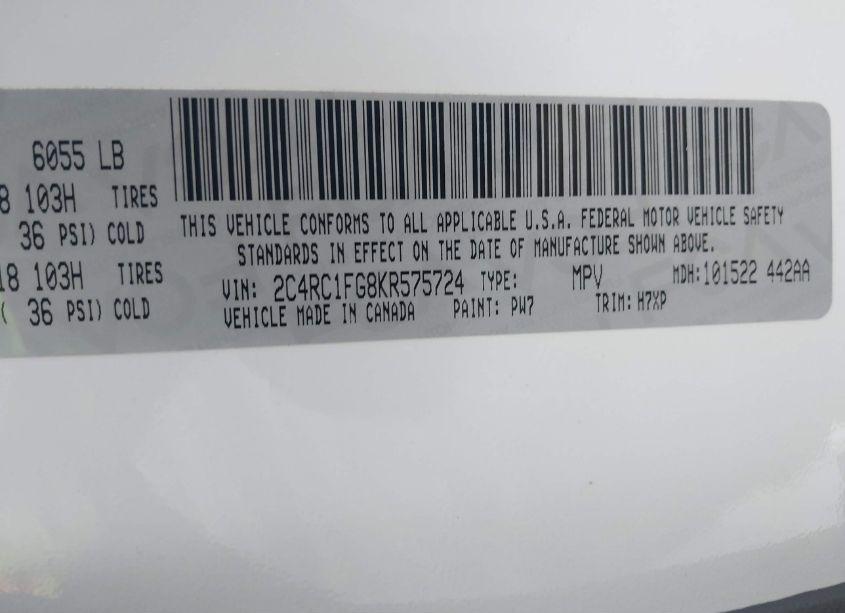 6055 LB
8 103H TIRES
36 PSI) COLD
18 103H TIRES
( 36 PSI) COLD
THIS VEHICLE CONFORMS TO ALL APPLICABLE U.S.A. FEDERAL MOTOR VEHICLE SAFETY
STANDARDS IN EFFECT ON THE DATE OF MANUFACTURE SHOWN ABOVE.
VIN: 2C4RC1FG8KR575724 TYPE: MPV MDH:101522 442AA
VEHICLE MADE IN CANADA PAINT: PW7 TRIM: H7XP